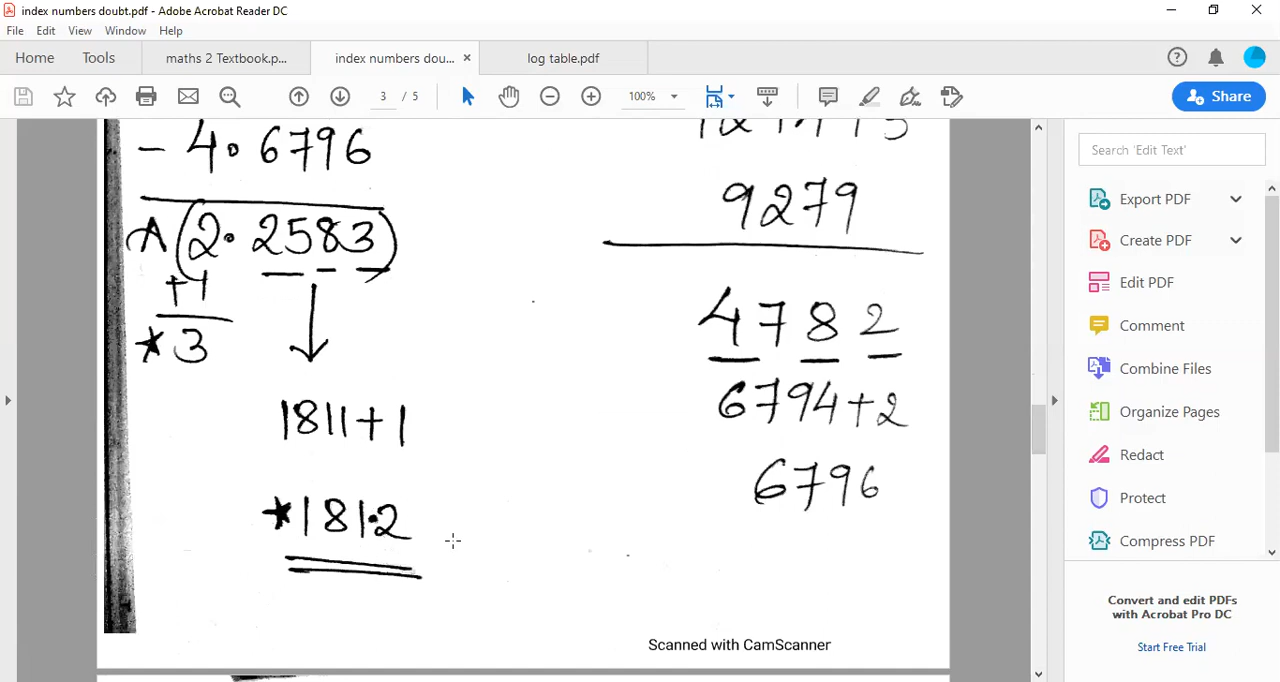 index numbers doubt.pdf - Adobe Acrobat Reader DC
File Edit View Window Help
Home Tools maths 2 Textbook.p... index numbers dou... × log table.pdf
3 / 5 100% Share
- 4.6796
A(2.2583)
+1
*3
1811+1
*181.2
9279
4782
6794+2
6796
Scanned with CamScanner
Search 'Edit Text'
Export PDF
Create PDF
Edit PDF
Comment
Combine Files
Organize Pages
Redact
Protect
Compress PDF
Convert and edit PDFs
with Acrobat Pro DC
Start Free Trial